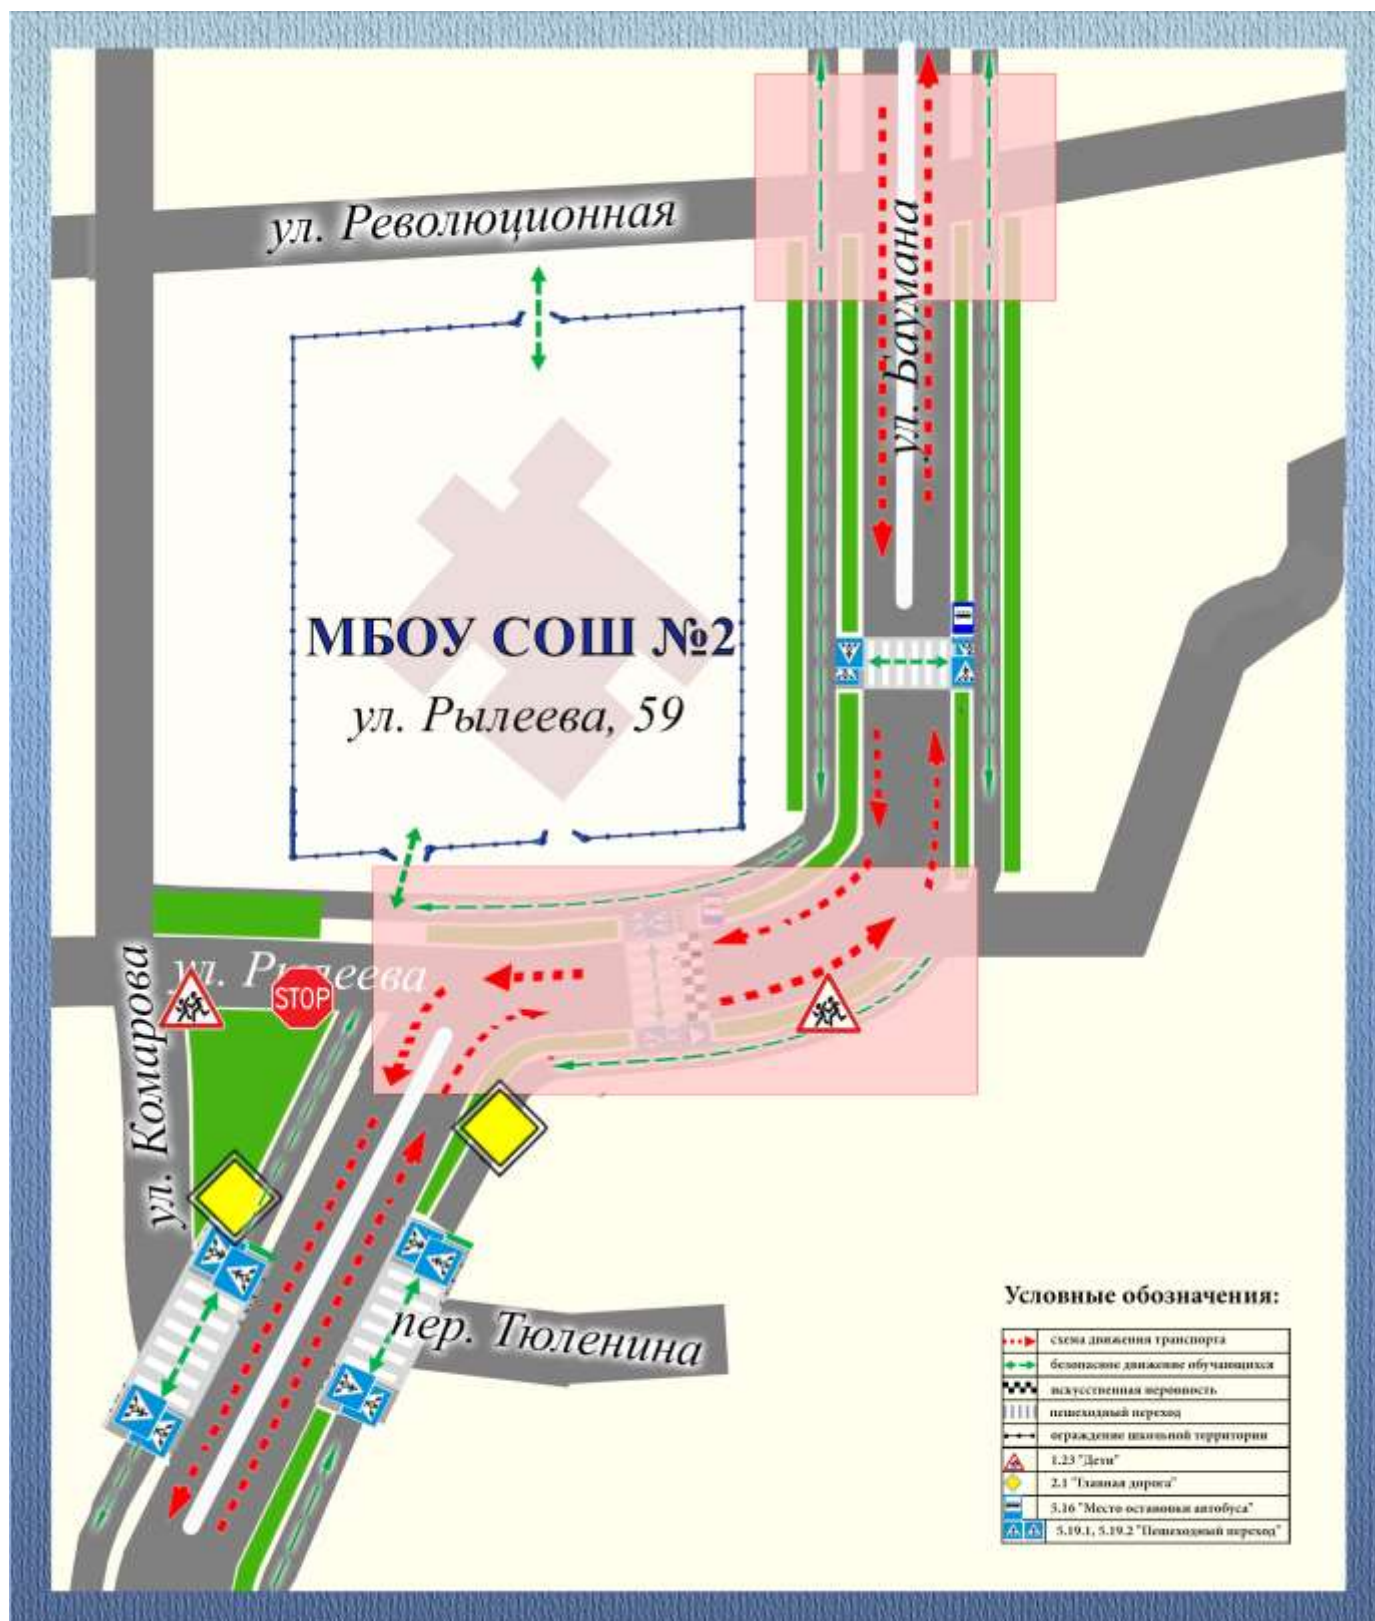 ул. Революционная
ул. Баумана
МБОУ СОШ №2
ул. Рылеева, 59
ул. Рылеева
STOP
ул. Комарова
пер. Тюленина
Условные обозначения:
схема движения транспорта
безопасное движение обучающихся
искусственная неровность
пешеходный переход
ограждение школьной территории
1.23 "Дети"
2.1 "Главная дорога"
5.16 "Место остановки автобуса"
5.19.1, 5.19.2 "Пешеходный переход"